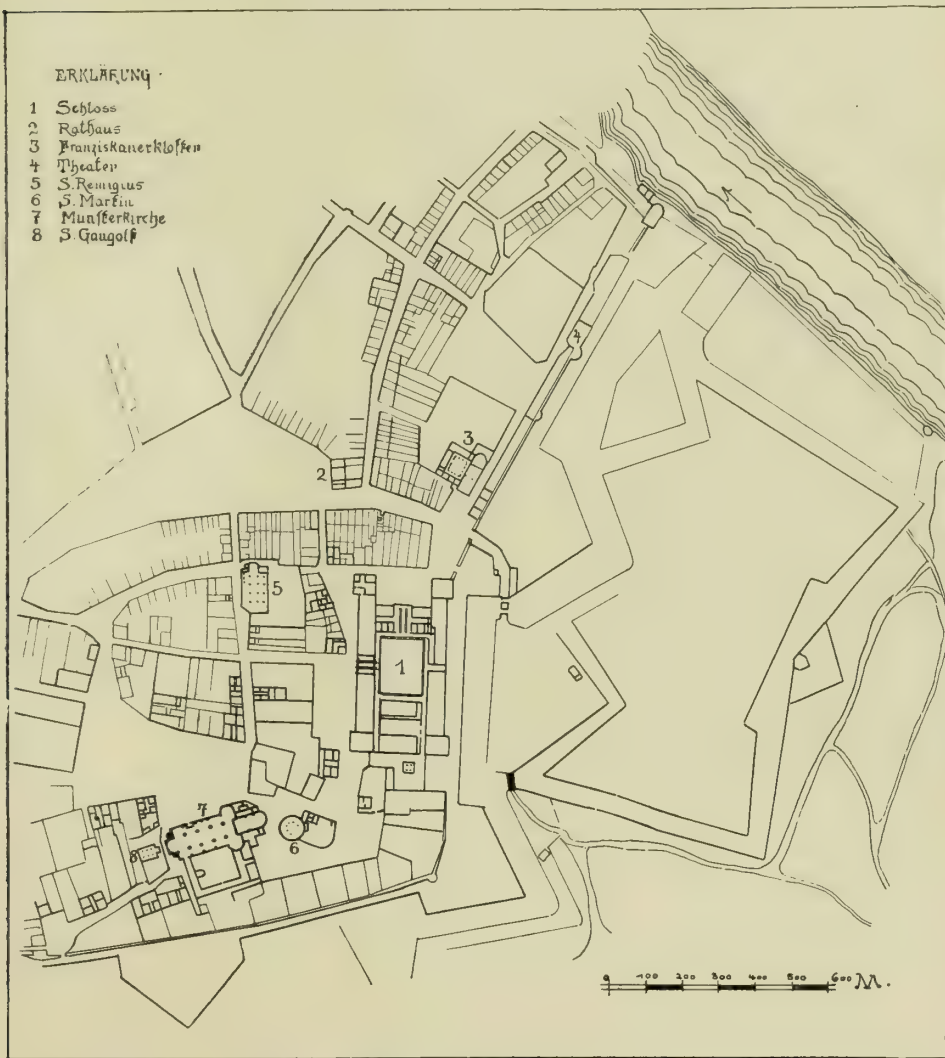 ERKLÄRUNG.
1 Schloss
2 Rathaus
3 Franziskanerkloster
4 Theater
5 S. Remigius
6 S. Martin
7 Munsterkirche
8 S. Gangolf
4
3
2
5
1
7
6
8
0 100 200 300 400 500 600 M.